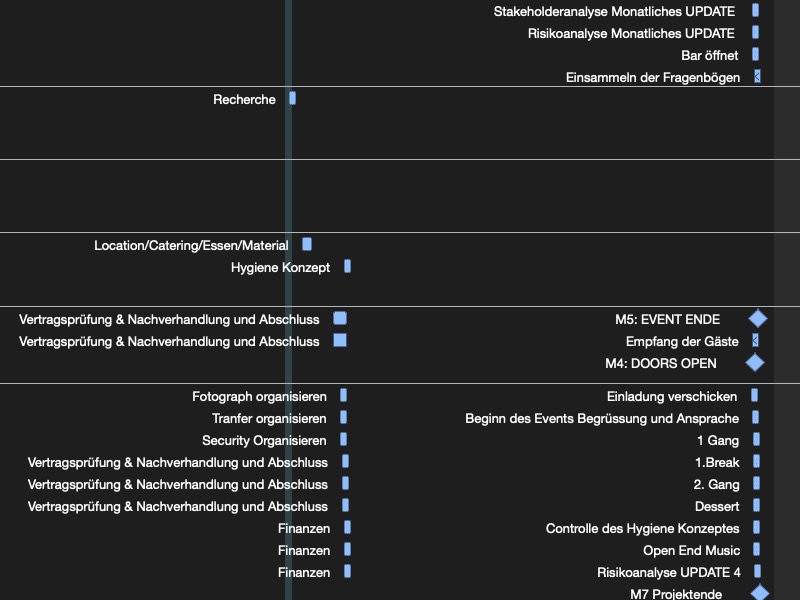 Stakeholderanalyse Monatliches UPDATE
Risikoanalyse Monatliches UPDATE
Bar öffnet
Einsammeln der Fragenbögen
Recherche
Location/Catering/Essen/Material
Hygiene Konzept
Vertragsprüfung & Nachverhandlung und Abschluss
M5: EVENT ENDE
Vertragsprüfung & Nachverhandlung und Abschluss
Empfang der Gäste
M4: DOORS OPEN
Fotograph organisieren
Einladung verschicken
Tranfer organisieren
Beginn des Events Begrüssung und Ansprache
Security Organisieren
1 Gang
Vertragsprüfung & Nachverhandlung und Abschluss
1.Break
Vertragsprüfung & Nachverhandlung und Abschluss
2. Gang
Vertragsprüfung & Nachverhandlung und Abschluss
Dessert
Finanzen
Controlle des Hygiene Konzeptes
Finanzen
Open End Music
Finanzen
Risikoanalyse UPDATE 4
M7 Projektende